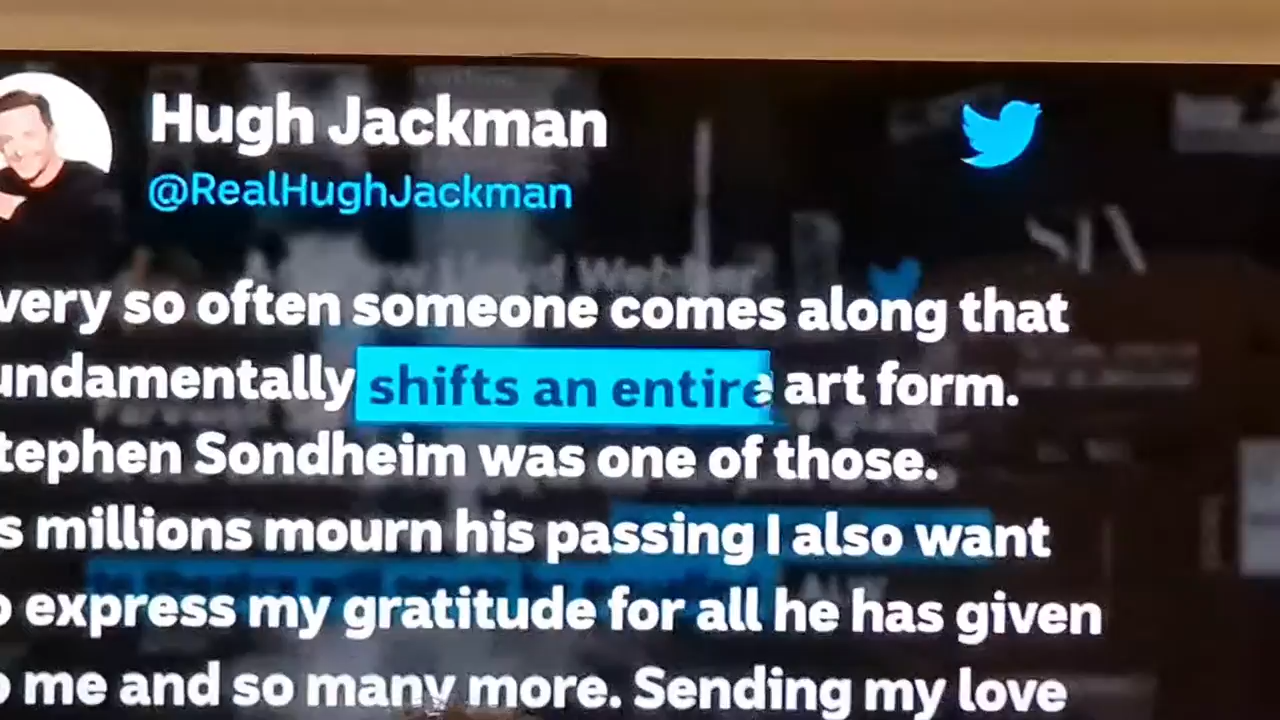 Hugh Jackman
@RealHughJackman
very so often someone comes along that
undamentally shifts an entire art form.
tephen Sondheim was one of those.
s millions mourn his passing I also want
o express my gratitude for all he has given
o me and so many more. Sending my love